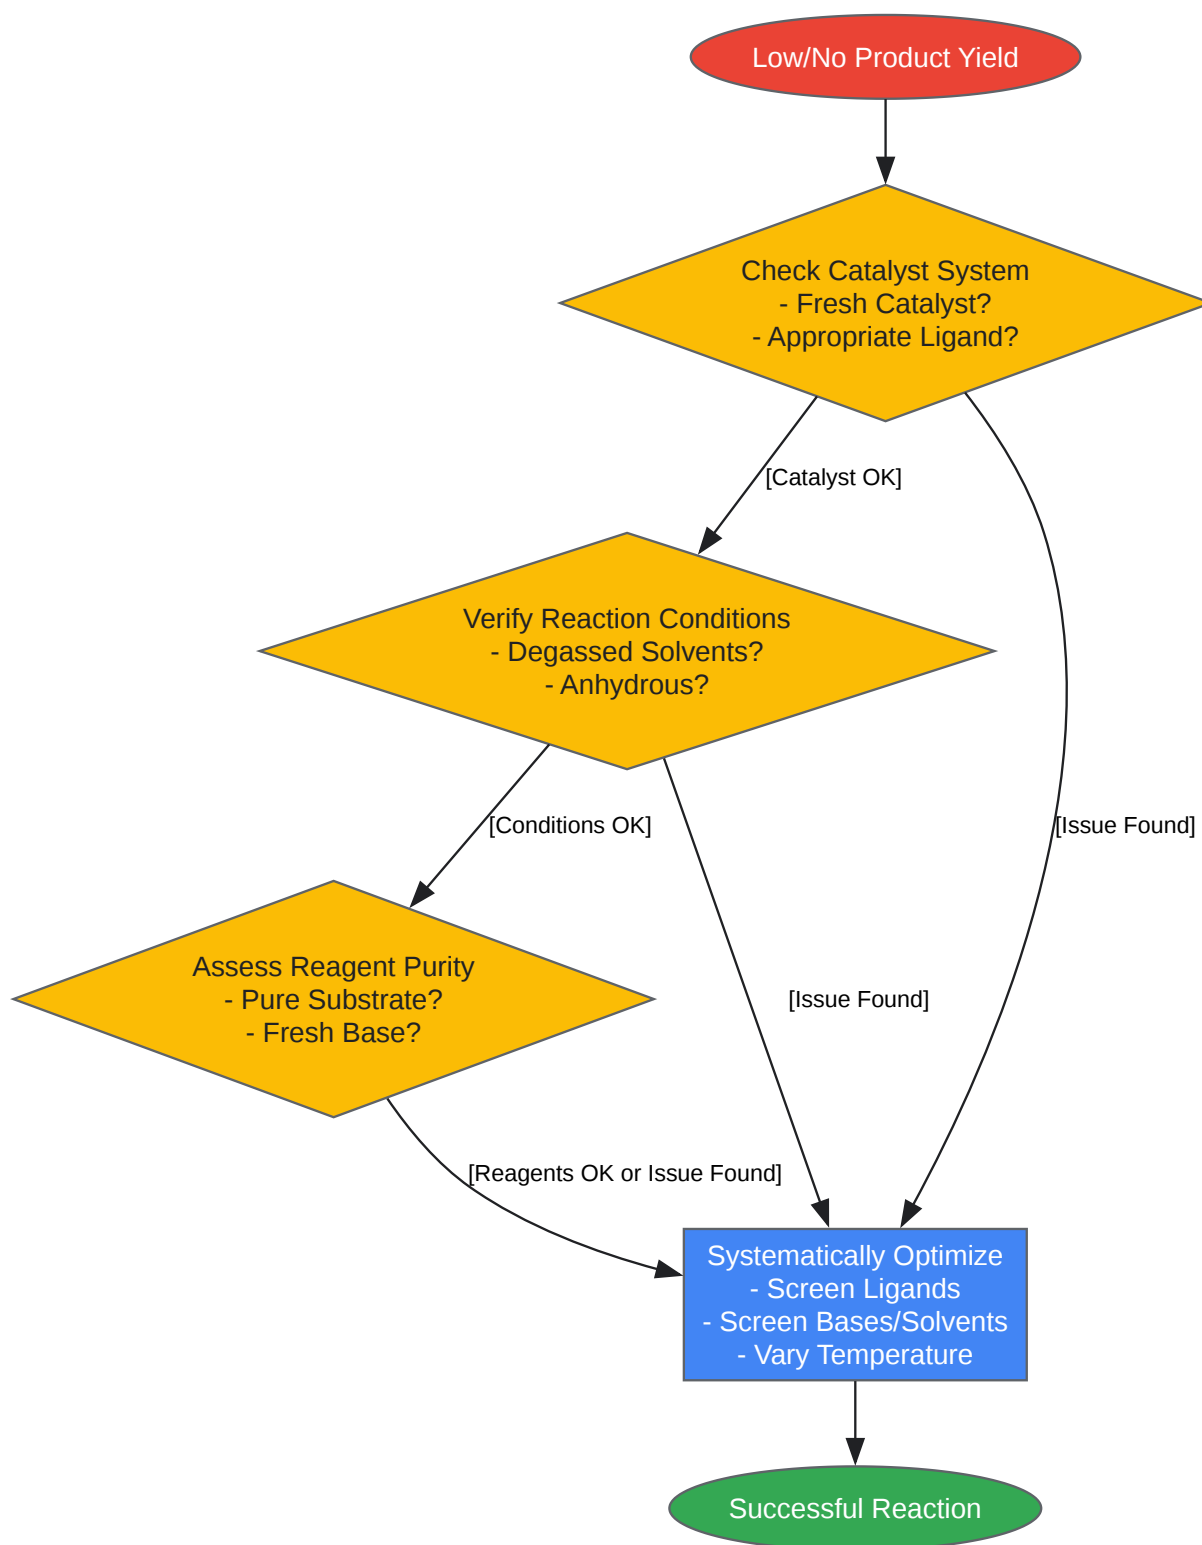 Low/No Product Yield
Check Catalyst System
- Fresh Catalyst?
- Appropriate Ligand?
[Catalyst OK]
Verify Reaction Conditions
- Degassed Solvents?
- Anhydrous?
[Conditions OK]
[Issue Found]
Assess Reagent Purity
- Pure Substrate?
- Fresh Base?
[Issue Found]
[Reagents OK or Issue Found]
Systematically Optimize
- Screen Ligands
- Screen Bases/Solvents
- Vary Temperature
Successful Reaction